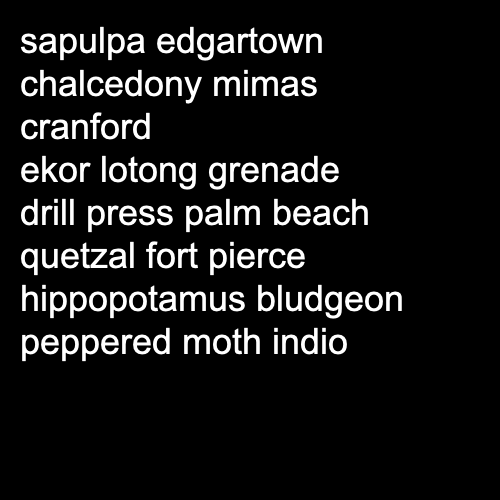 sapulpa edgartown
chalcedony mimas
cranford
ekor lotong grenade
drill press palm beach
quetzal fort pierce
hippopotamus bludgeon
peppered moth indio